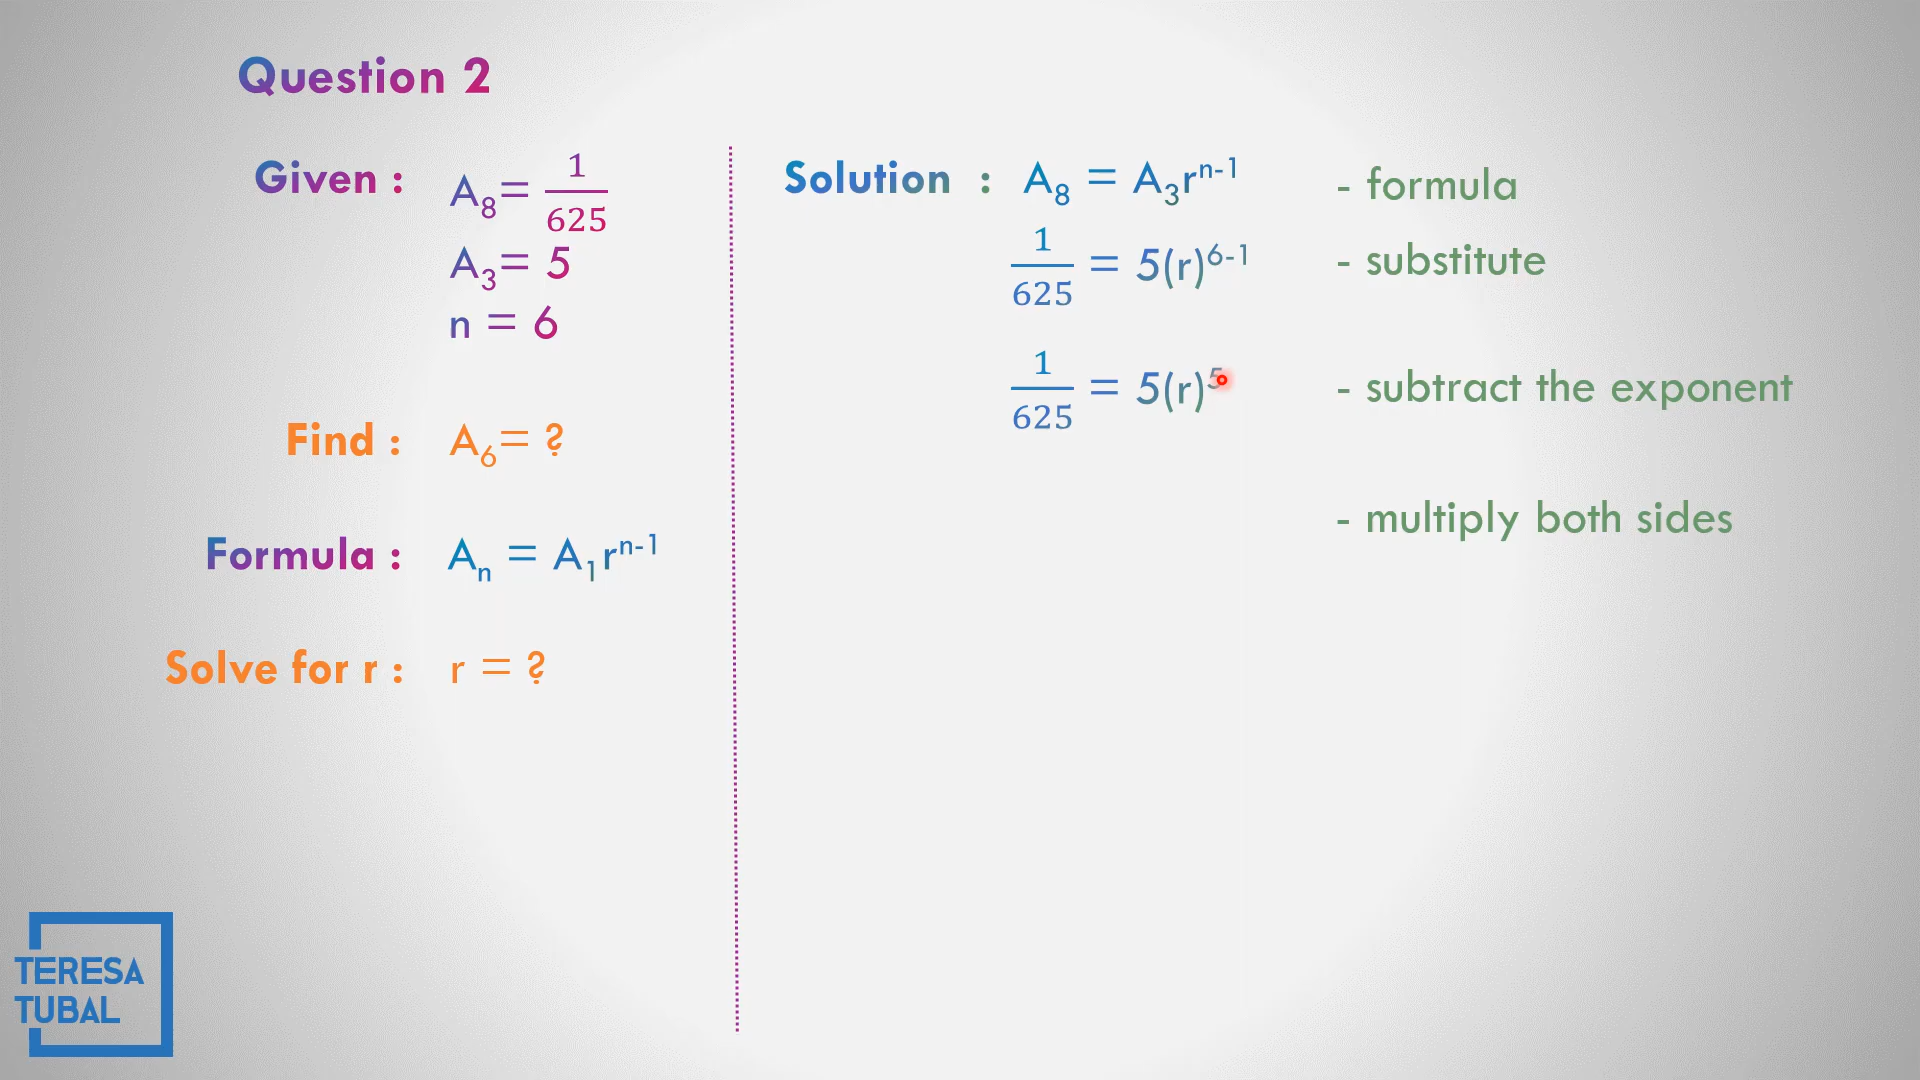 Question 2
Given : A₈= 1/625
A₃= 5
n = 6
Find : A₆= ?
Formula : Aₙ = A₁rⁿ⁻¹
Solve for r : r = ?
Solution : A₈ = A₃rⁿ⁻¹ - formula
1/625 = 5(r)⁶⁻¹ - substitute
1/625 = 5(r)⁵ - subtract the exponent
- multiply both sides
TERESA
TUBAL